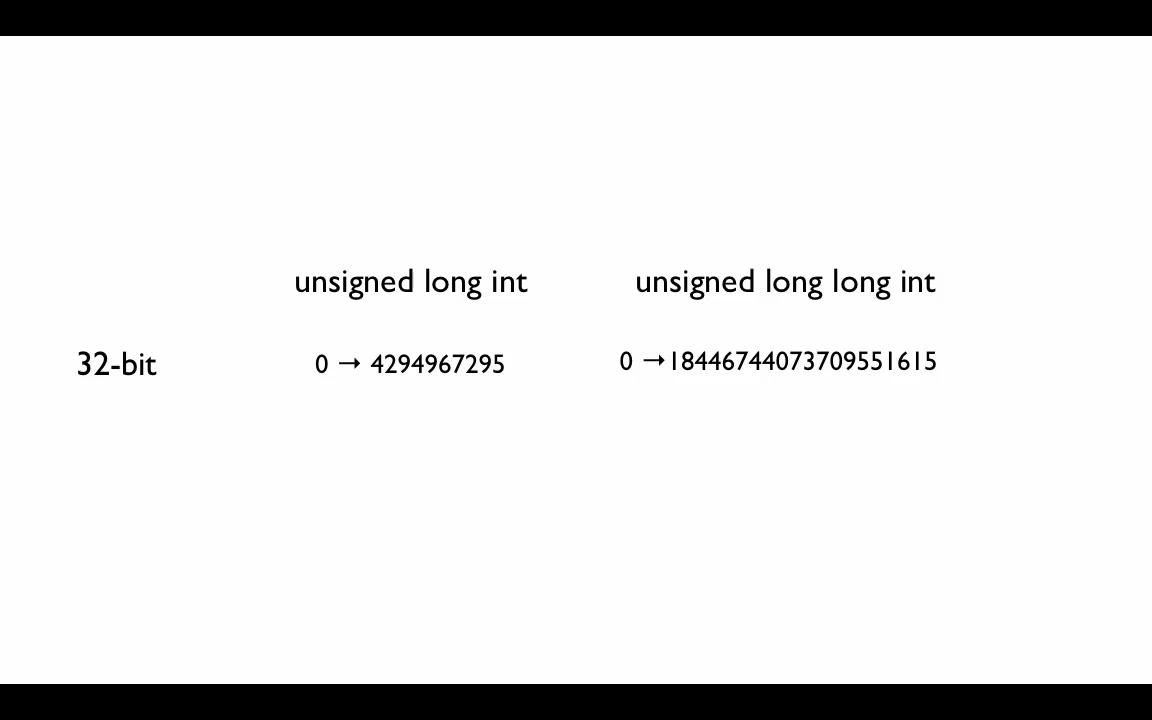 unsigned long int unsigned long long int
32-bit 0 → 4294967295 0 →18446744073709551615